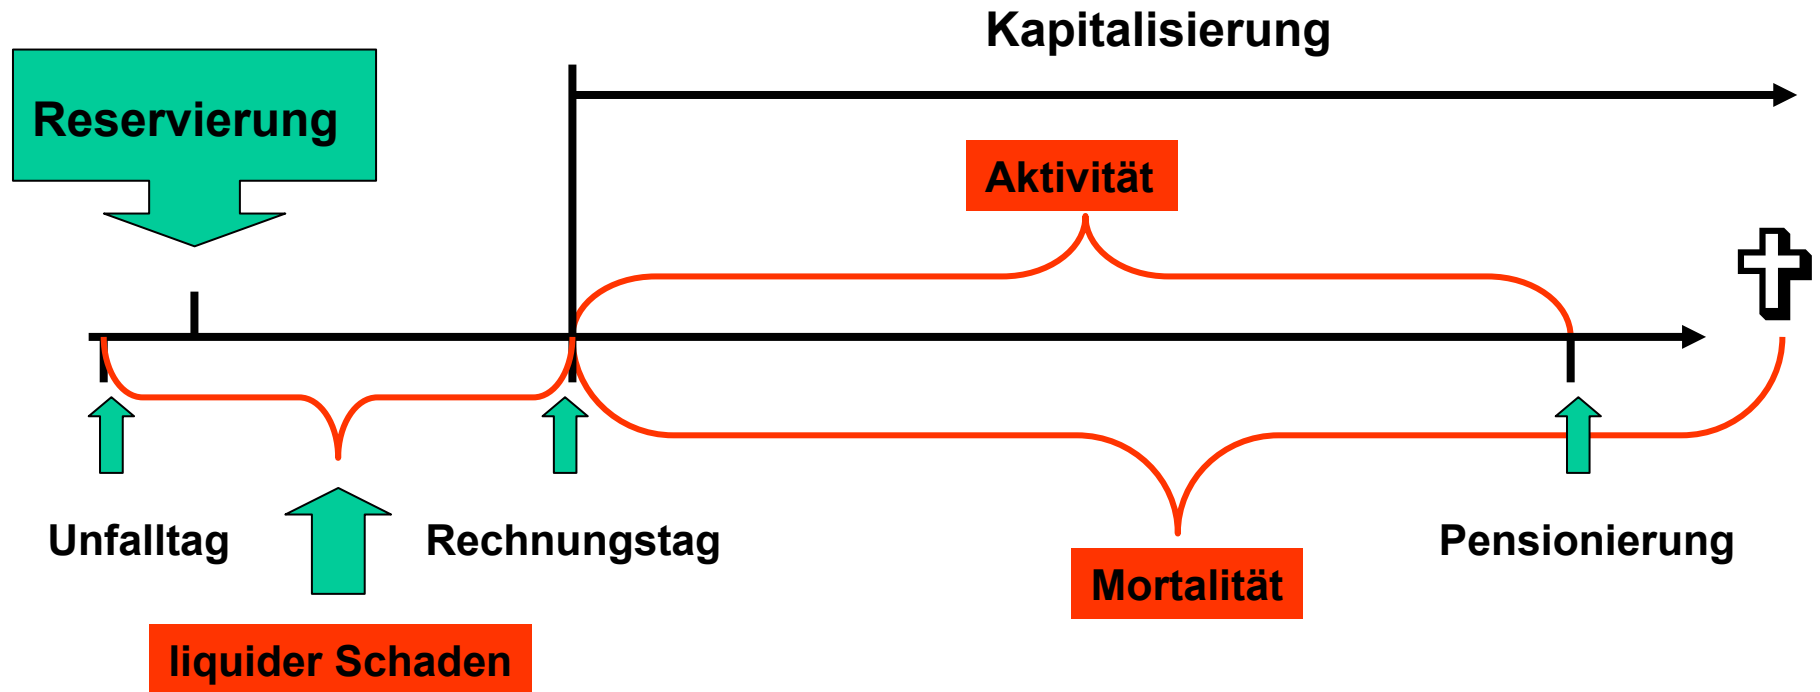 Kapitalisierung
Reservierung
Aktivität
Unfalltag
Rechnungstag
Pensionierung
Mortalität
liquider Schaden